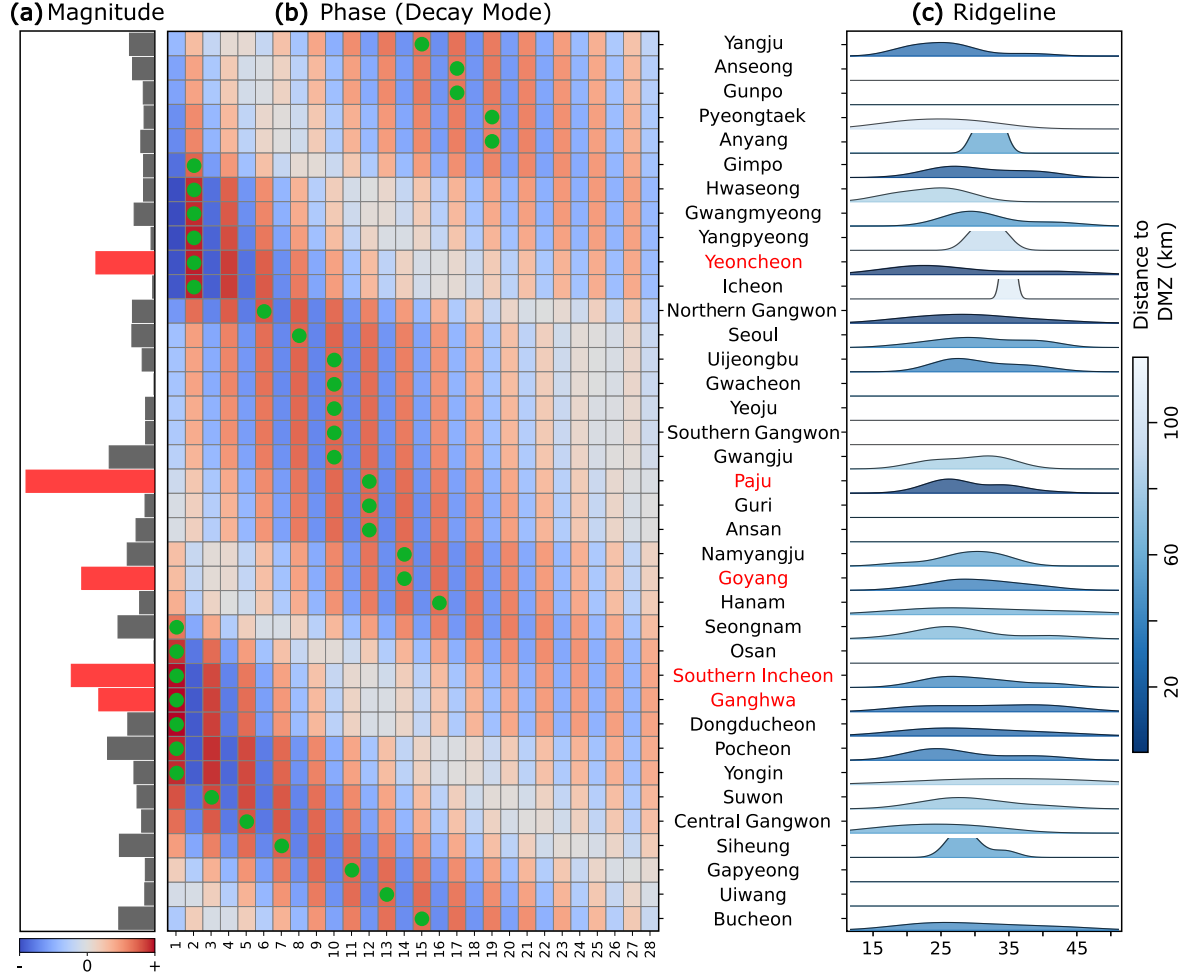 (a) Magnitude
(b) Phase (Decay Mode)
(c) Ridgeline
Yangju
Anseong
Gunpo
Pyeongtaek
Anyang
Gimpo
Hwaseong
Gwangmyeong
Yangpyeong
Yeoncheon
Icheon
Northern Gangwon
Seoul
Uijeongbu
Gwacheon
Yeoju
Southern Gangwon
Gwangju
Paju
Guri
Ansan
Namyangju
Goyang
Hanam
Seongnam
Osan
Southern Incheon
Ganghwa
Dongducheon
Pocheon
Yongin
Suwon
Central Gangwon
Siheung
Gapyeong
Uiwang
Bucheon
Distance to
DMZ (km)
100
60
20
- 0 +
1 2 3 4 5 6 7 8 9 10 11 12 13 14 15 16 17 18 19 20 21 22 23 24 25 26 27 28
15 25 35 45